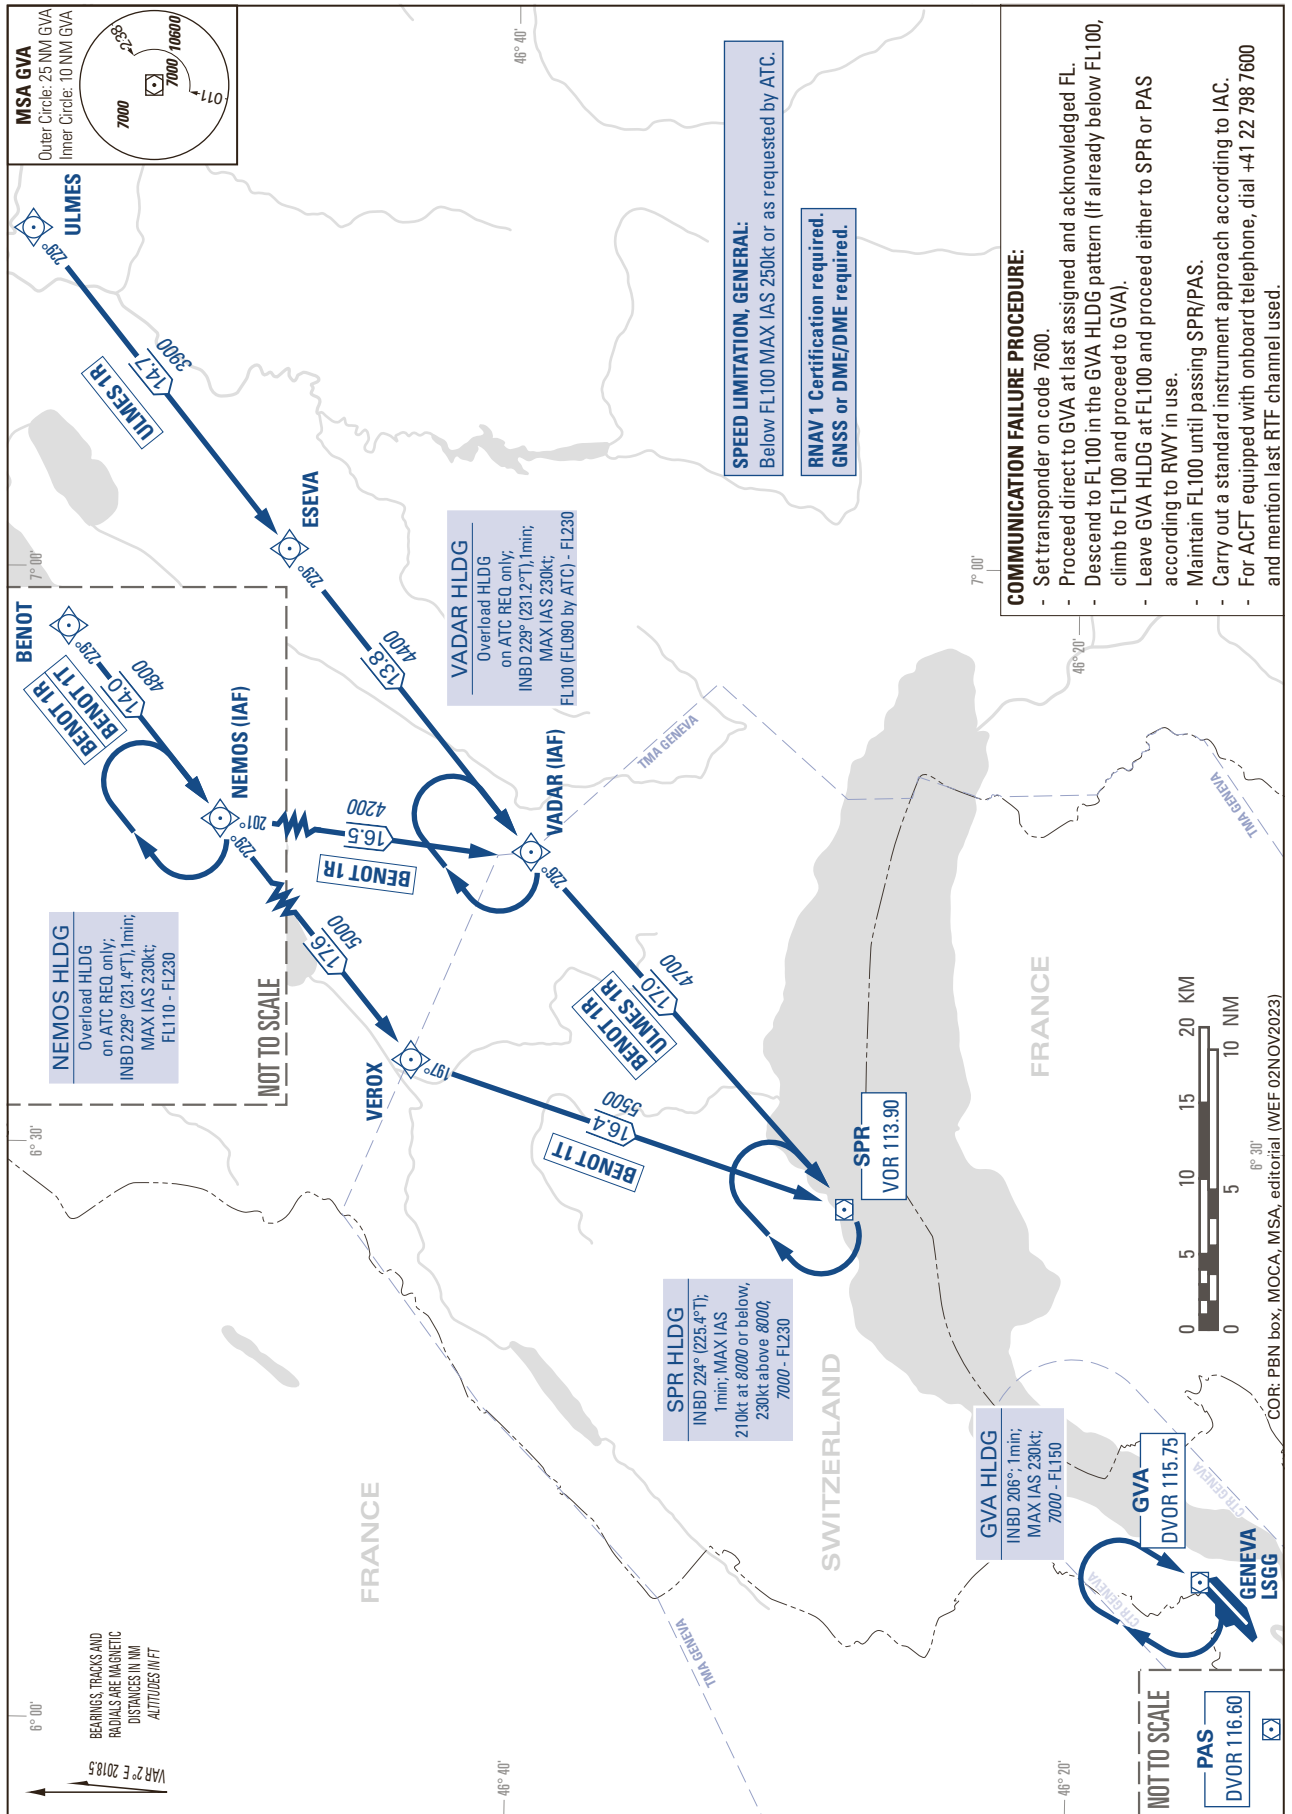 MSA GVA
Outer Circle: 25 NM GVA
Inner Circle: 10 NM GVA
7000
7000
10600
238
011
46° 40'
ULMES
229°
14.7
3900
ULMES 1R
ESEVA
229°
13.8
4400
7° 00'
BENOT
229°
14.0
4800
BENOT 1R
BENOT 1T
NEMOS (IAF)
201°
229°
16.5
4200
BENOT 1R
17.6
5000
NEMOS HLDG
Overload HLDG
on ATC REQ only;
INBD 229° (231.4°T),1min;
MAX IAS 230kt;
FL110 - FL230
NOT TO SCALE
VADAR HLDG
Overload HLDG
on ATC REQ only;
INBD 229° (231.2°T),1min;
MAX IAS 230kt;
FL100 (FL090 by ATC) - FL230
VADAR (IAF)
226°
17.0
4700
BENOT 1R
ULMES 1R
VEROX
197°
16.4
5500
BENOT 1T
6° 30'
TMA GENEVA
SPEED LIMITATION, GENERAL:
Below FL100 MAX IAS 250kt or as requested by ATC.
RNAV 1 Certification required.
GNSS or DME/DME required.
7° 00'
46° 20'
TMA GENEVA
COMMUNICATION FAILURE PROCEDURE:
- Set transponder on code 7600.
- Proceed direct to GVA at last assigned and acknowledged FL.
- Descend to FL100 in the GVA HLDG pattern (If already below FL100,
climb to FL100 and proceed to GVA).
- Leave GVA HLDG at FL100 and proceed either to SPR or PAS
according to RWY in use.
- Maintain FL100 until passing SPR/PAS.
- Carry out a standard instrument approach according to IAC.
- For ACFT equipped with onboard telephone, dial +41 22 798 7600
and mention last RTF channel used.
SPR
VOR 113.90
SPR HLDG
INBD 224° (225.4°T);
1min; MAX IAS
210kt at 8000 or below,
230kt above 8000;
7000 - FL230
FRANCE
FRANCE
SWITZERLAND
GVA HLDG
INBD 206°; 1min;
MAX IAS 230kt;
7000 - FL150
GVA
DVOR 115.75
CTR GENEVA
CTR GENEVA
GENEVA
LSGG
TMA GENEVA
NOT TO SCALE
PAS
DVOR 116.60
0 5 10 15 20 KM
0 5 10 NM
6° 30'
COR: PBN box, MOCA, MSA, editorial (WEF 02NOV2023)
6° 00'
46° 40'
46° 20'
BEARINGS, TRACKS AND
RADIALS ARE MAGNETIC
DISTANCES IN NM
ALTITUDES IN FT
VAR 2° E 2018.5